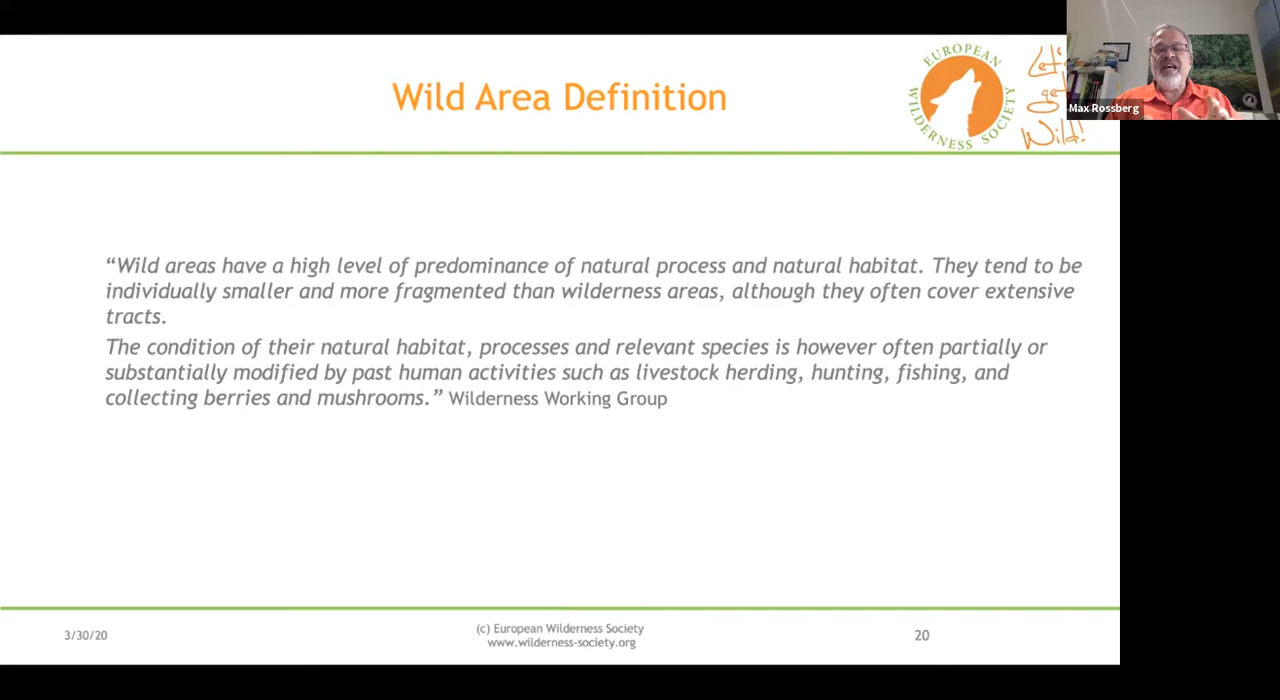 Wild Area Definition
EUROPEAN
WILDERNESS SOCIETY
Let's
get
Wild!
Max Rossberg
“Wild areas have a high level of predominance of natural process and natural habitat. They tend to be
individually smaller and more fragmented than wilderness areas, although they often cover extensive
tracts.
The condition of their natural habitat, processes and relevant species is however often partially or
substantially modified by past human activities such as livestock herding, hunting, fishing, and
collecting berries and mushrooms.” Wilderness Working Group
3/30/20
(c) European Wilderness Society
www.wilderness-society.org
20